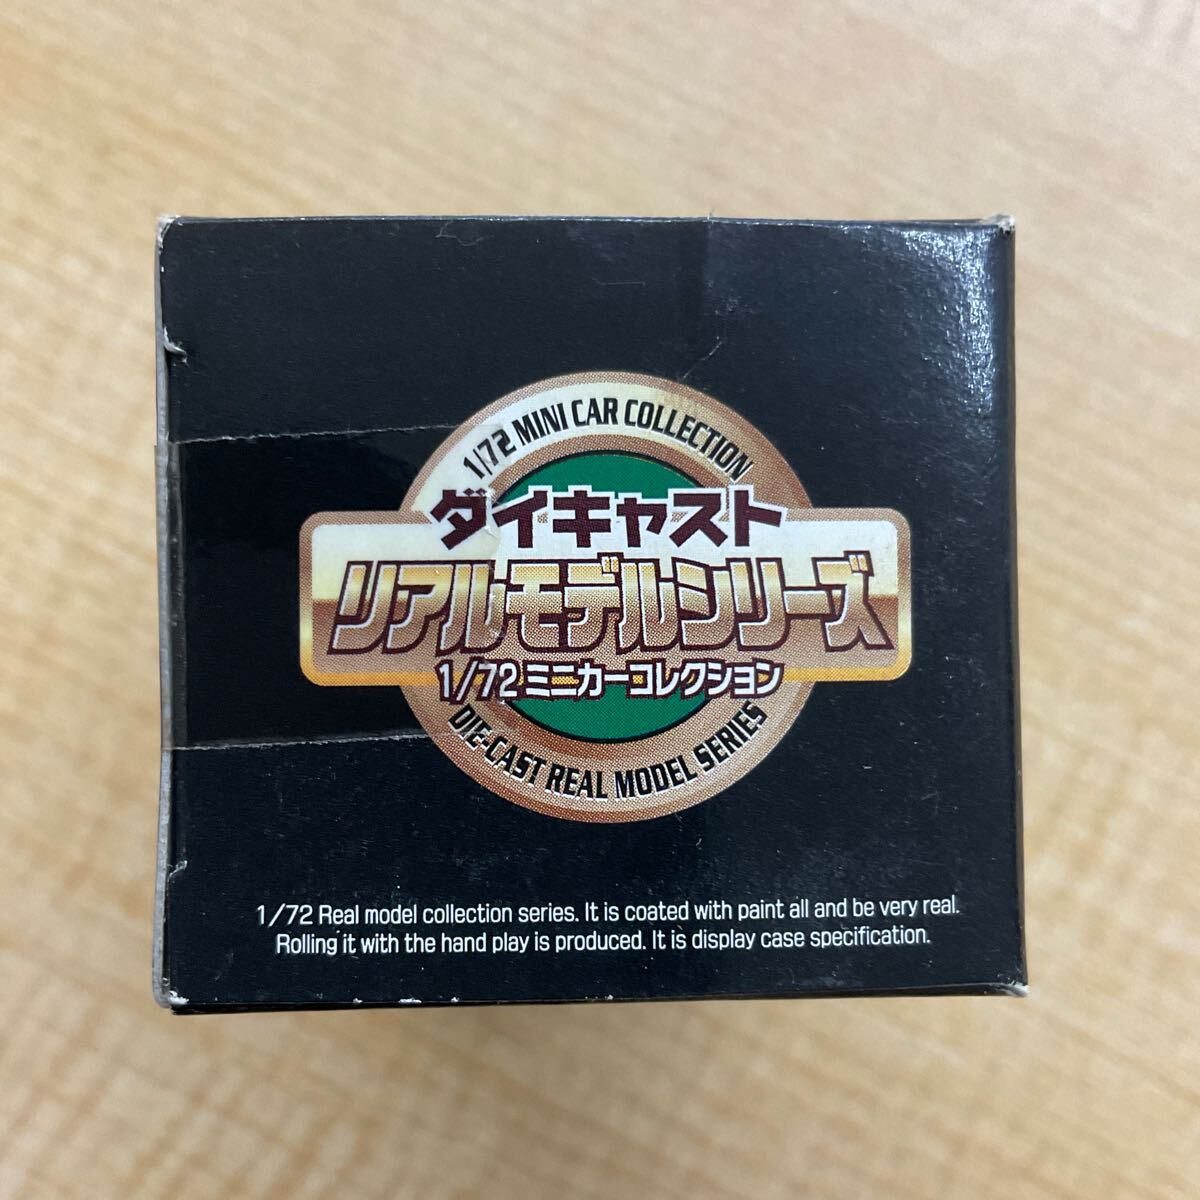 1/72 MINI CAR COLLECTION
ダイキャスト
リアルモデルシリーズ
1/72ミニカーコレクション
DIE-CAST REAL MODEL SERIES
1/72 Real model collection series. It is coated with paint all and be very real.
Rolling it with the hand play is produced. It is display case specification.